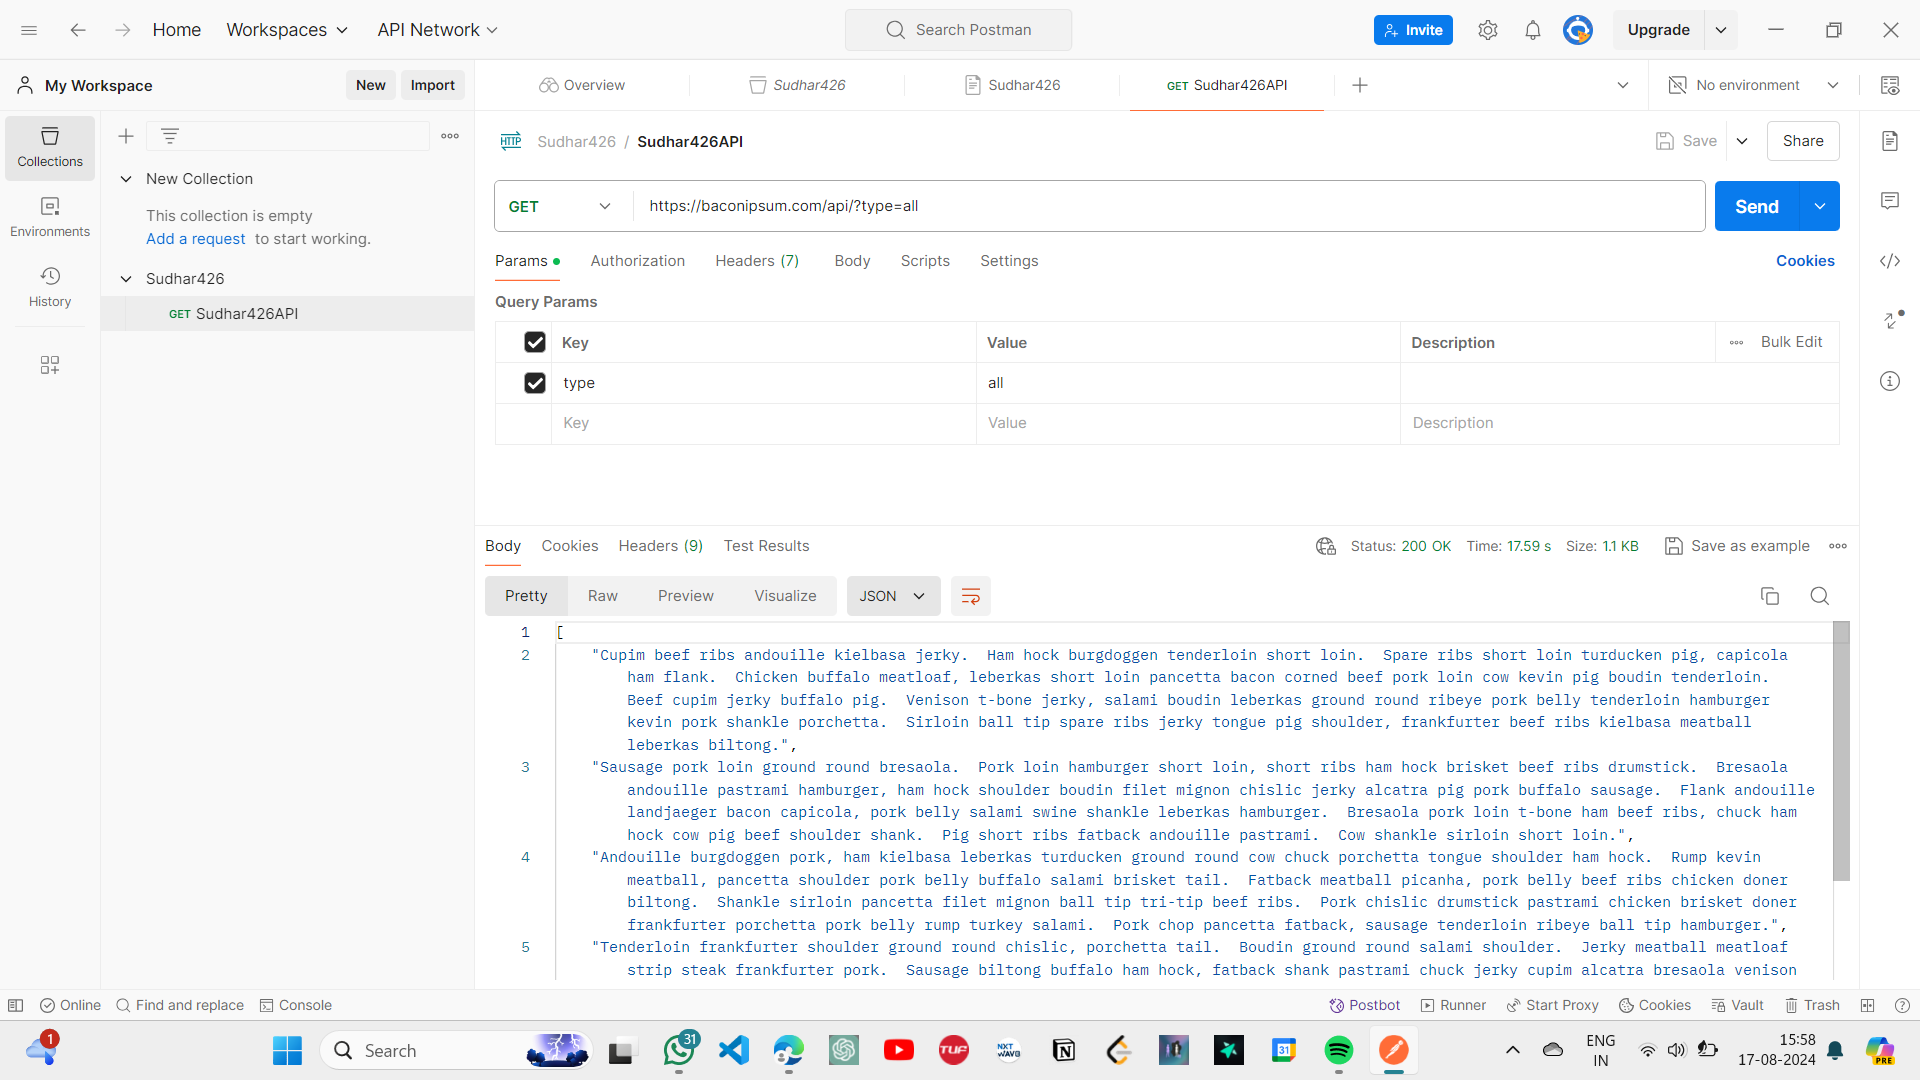 Home
Workspaces
API Network
Search Postman
Invite
Upgrade
My Workspace
New
Import
Overview
Sudhar426
Sudhar426
GET Sudhar426API
No environment
Collections
Environments
History
New Collection
This collection is empty
Add a request to start working.
Sudhar426
GET Sudhar426API
HTTP
Sudhar426 / Sudhar426API
Save
Share
GET
https://baconipsum.com/api/?type=all
Send
Params
Authorization
Headers (7)
Body
Scripts
Settings
Cookies
Query Params
Key
Value
Description
Bulk Edit
type
all
Key
Value
Description
Body
Cookies
Headers (9)
Test Results
Status: 200 OK
Time: 17.59 s
Size: 1.1 KB
Save as example
Pretty
Raw
Preview
Visualize
JSON
1 [
2 "Cupim beef ribs andouille kielbasa jerky.  Ham hock burgdoggen tenderloin short loin.  Spare ribs short loin turducken pig, capicola
ham flank.  Chicken buffalo meatloaf, leberkas short loin pancetta bacon corned beef pork loin cow kevin pig boudin tenderloin.
Beef cupim jerky buffalo pig.  Venison t-bone jerky, salami boudin leberkas ground round ribeye pork belly tenderloin hamburger
kevin pork shankle porchetta.  Sirloin ball tip spare ribs jerky tongue pig shoulder, frankfurter beef ribs kielbasa meatball
leberkas biltong.",
3 "Sausage pork loin ground round bresaola.  Pork loin hamburger short loin, short ribs ham hock brisket beef ribs drumstick.  Bresaola
andouille pastrami hamburger, ham hock shoulder boudin filet mignon chislic jerky alcatra pig pork buffalo sausage.  Flank andouille
landjaeger bacon capicola, pork belly salami swine shankle leberkas hamburger.  Bresaola pork loin t-bone ham beef ribs, chuck ham
hock cow pig beef shoulder shank.  Pig short ribs fatback andouille pastrami.  Cow shankle sirloin short loin.",
4 "Andouille burgdoggen pork, ham kielbasa leberkas turducken ground round cow chuck porchetta tongue shoulder ham hock.  Rump kevin
meatball, pancetta shoulder pork belly buffalo salami brisket tail.  Fatback meatball picanha, pork belly beef ribs chicken doner
biltong.  Shankle sirloin pancetta filet mignon ball tip tri-tip beef ribs.  Pork chislic drumstick pastrami chicken brisket doner
frankfurter porchetta pork belly rump turkey salami.  Pork chop pancetta fatback, sausage tenderloin ribeye ball tip hamburger.",
5 "Tenderloin frankfurter shoulder ground round chislic, porchetta tail.  Boudin ground round salami shoulder.  Jerky meatball meatloaf
strip steak frankfurter pork.  Sausage biltong buffalo ham hock, fatback shank pastrami chuck jerky cupim alcatra bresaola venison
Online
Find and replace
Console
Postbot
Runner
Start Proxy
Cookies
Vault
Trash
1
Search
31
TUF
NXT
WAVE
31
ENG
IN
15:58
17-08-2024
PRE